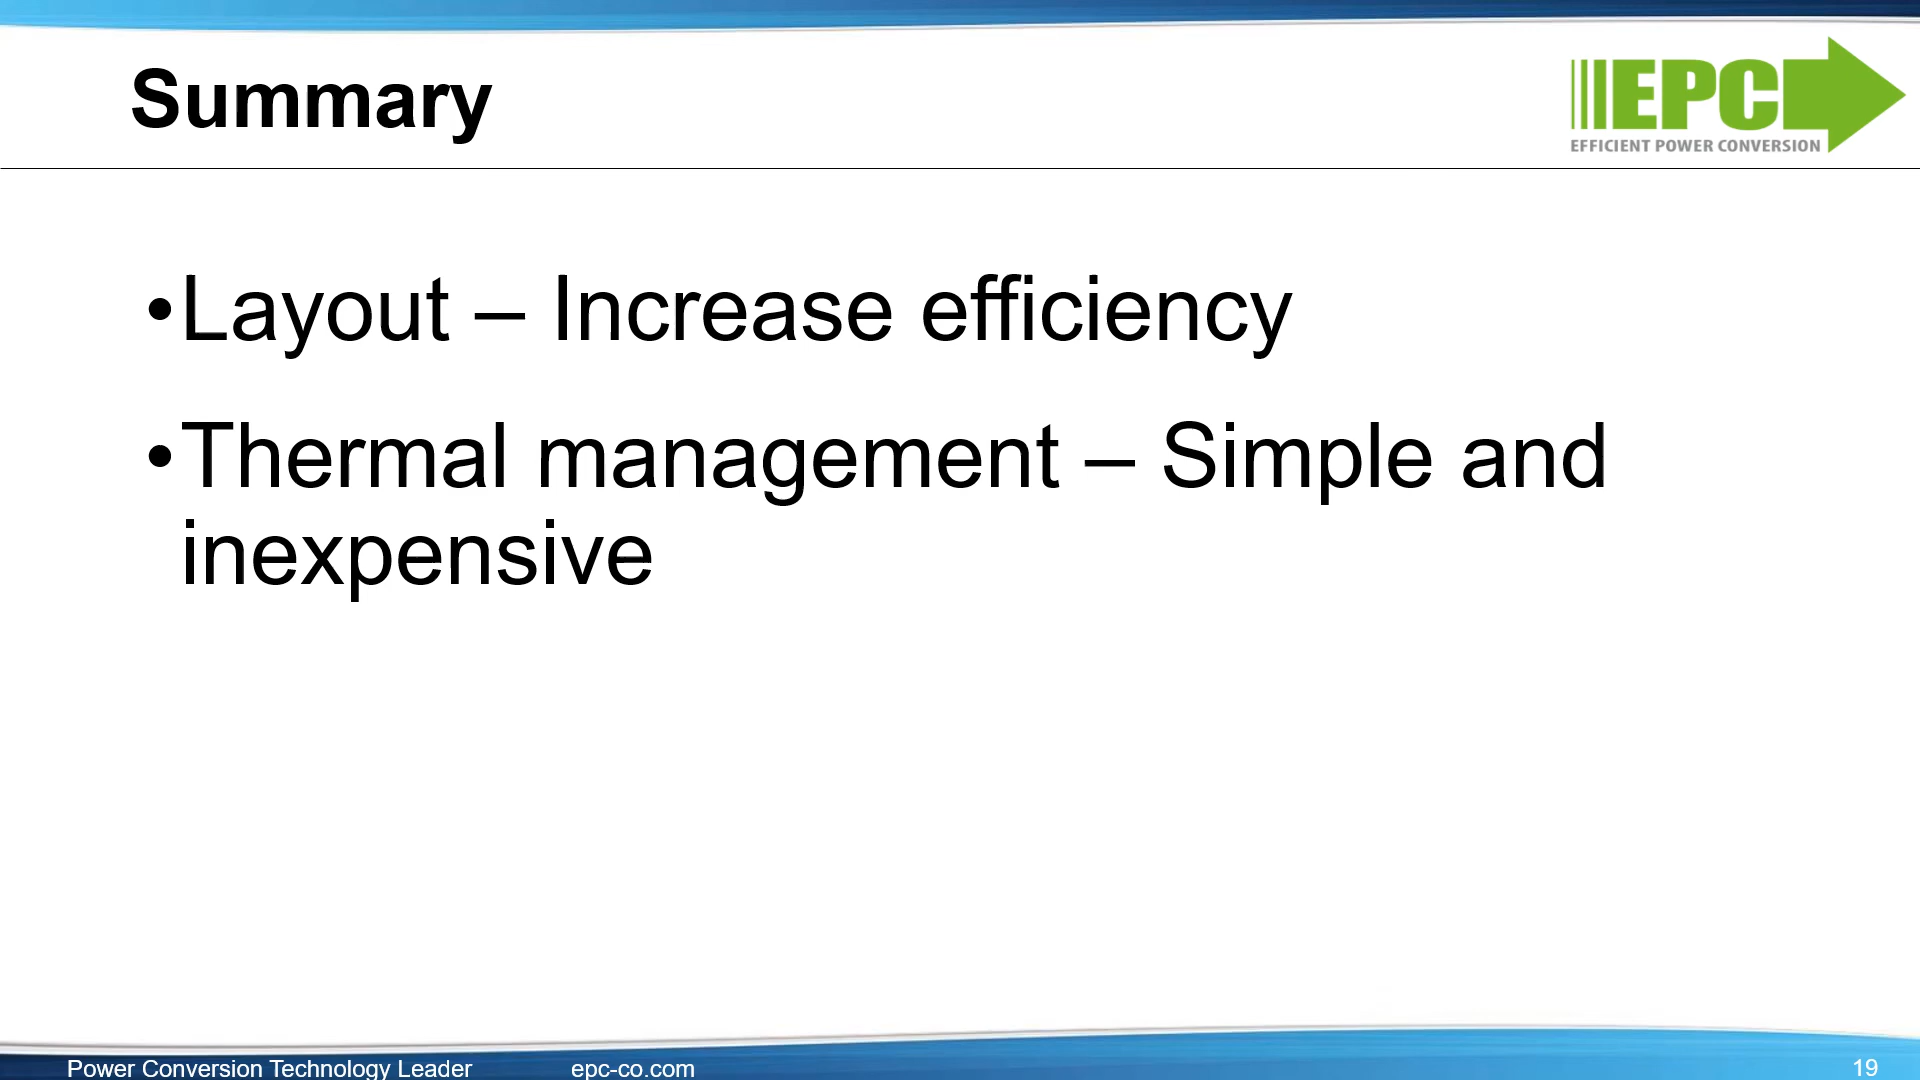 Summary
EPC
EFFICIENT POWER CONVERSION
•Layout – Increase efficiency
•Thermal management – Simple and
inexpensive
Power Conversion Technology Leader epc-co.com 19